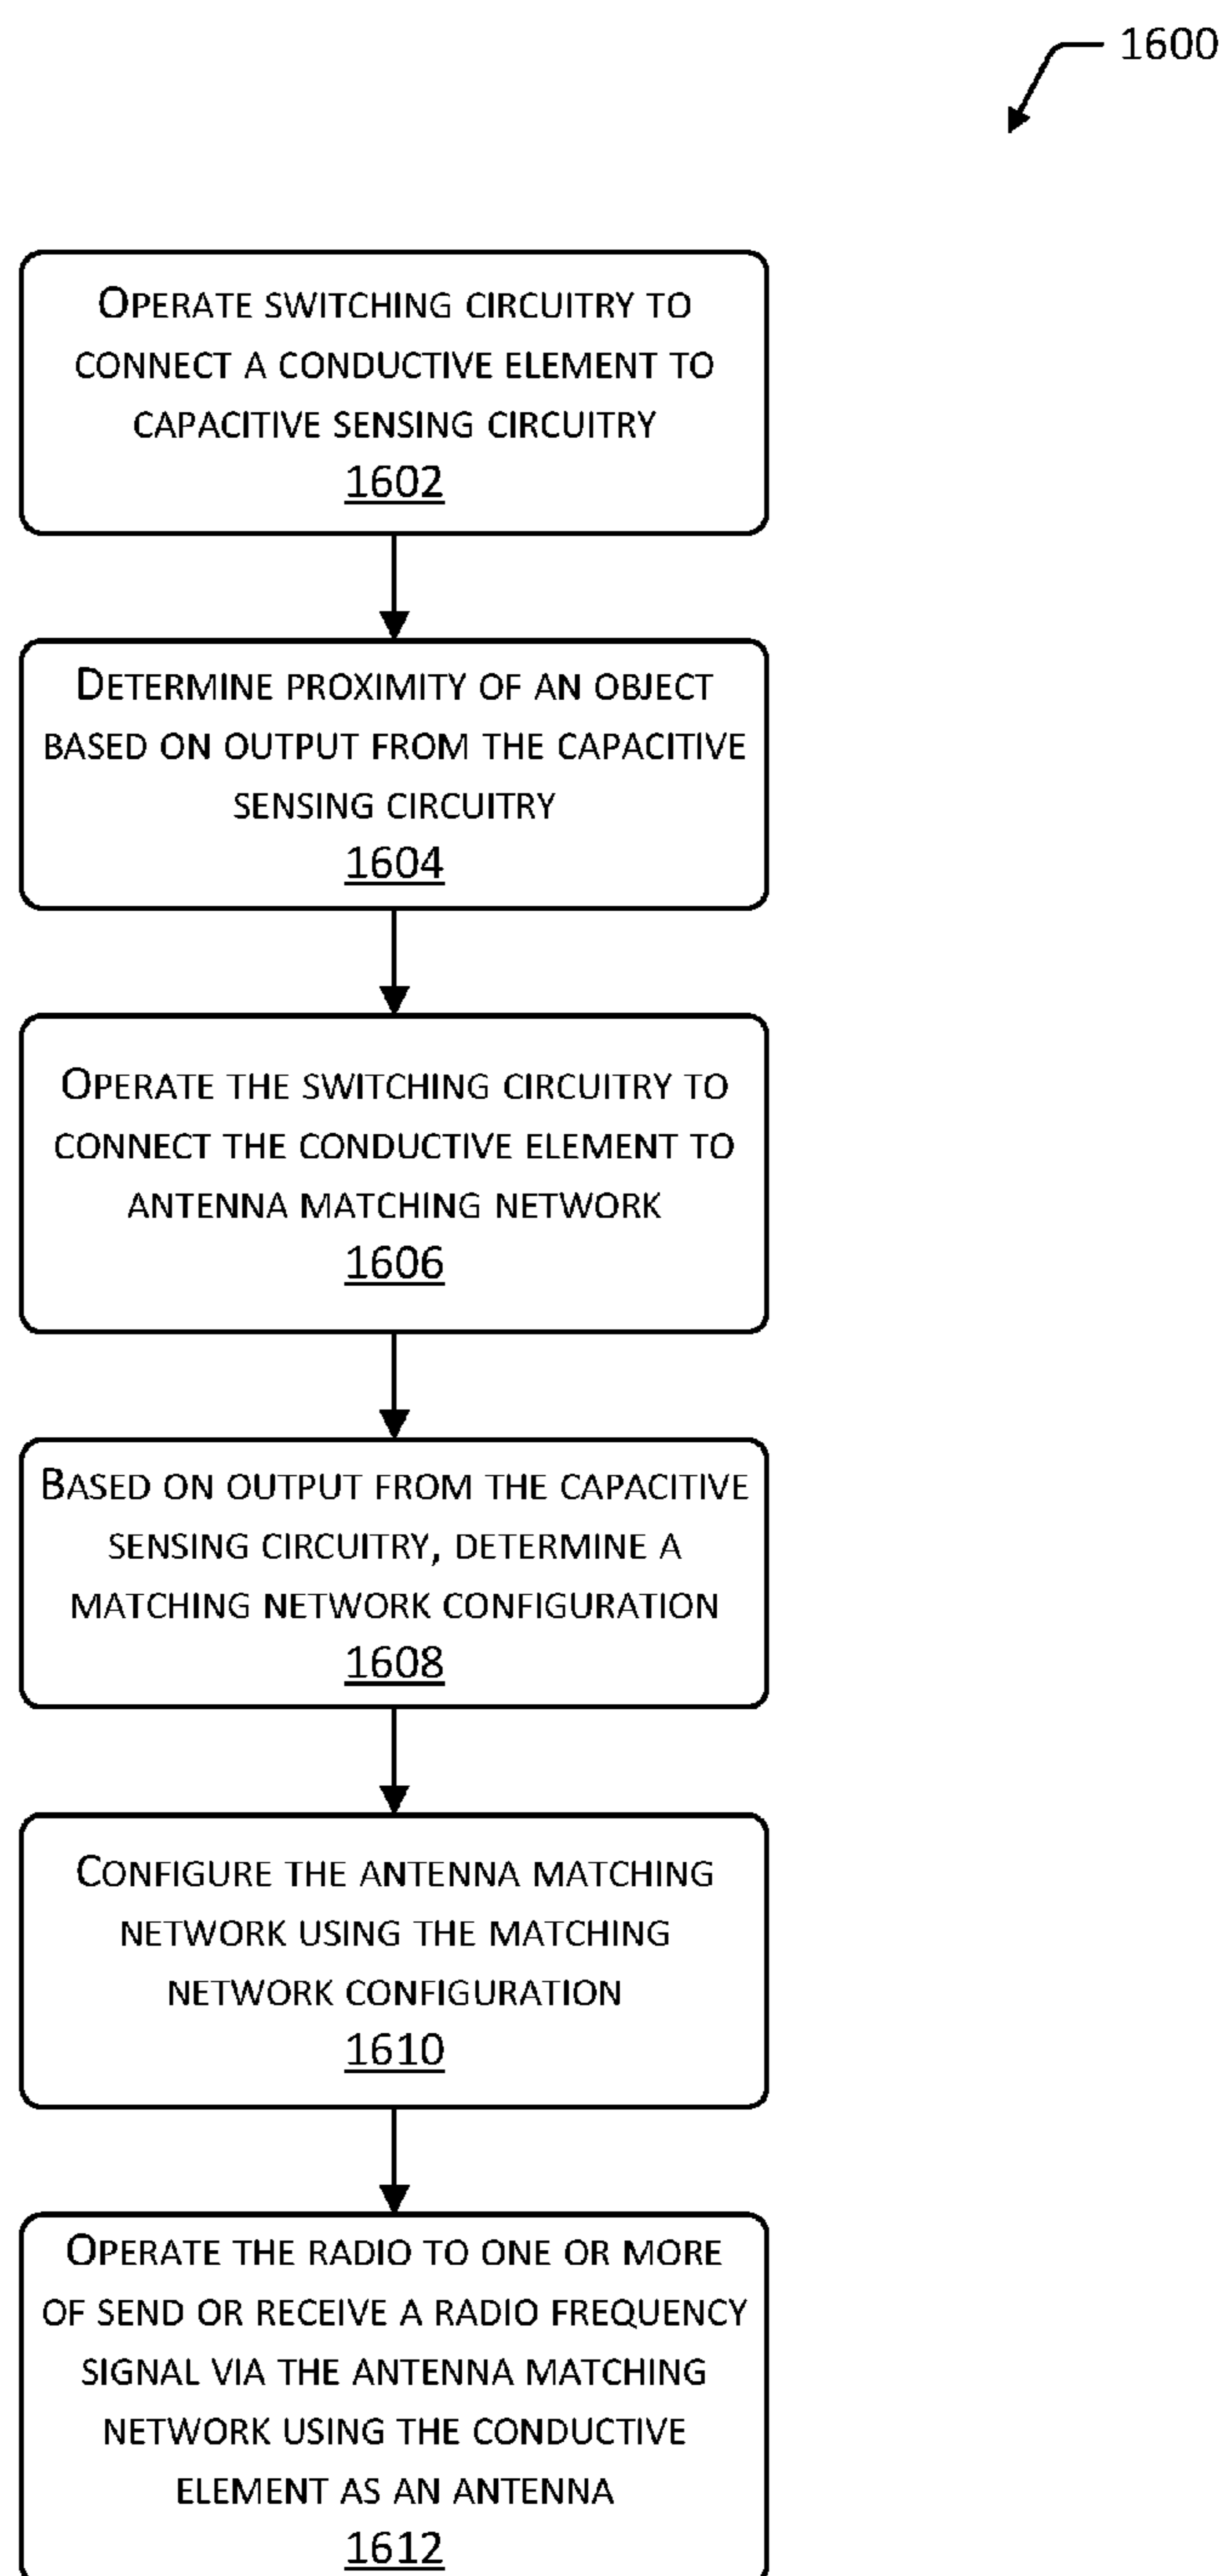 1600
OPERATE SWITCHING CIRCUITRY TO
CONNECT A CONDUCTIVE ELEMENT TO
CAPACITIVE SENSING CIRCUITRY
1602
DETERMINE PROXIMITY OF AN OBJECT
BASED ON OUTPUT FROM THE CAPACITIVE
SENSING CIRCUITRY
1604
OPERATE THE SWITCHING CIRCUITRY TO
CONNECT THE CONDUCTIVE ELEMENT TO
ANTENNA MATCHING NETWORK
1606
BASED ON OUTPUT FROM THE CAPACITIVE
SENSING CIRCUITRY, DETERMINE A
MATCHING NETWORK CONFIGURATION
1608
CONFIGURE THE ANTENNA MATCHING
NETWORK USING THE MATCHING
NETWORK CONFIGURATION
1610
OPERATE THE RADIO TO ONE OR MORE
OF SEND OR RECEIVE A RADIO FREQUENCY
SIGNAL VIA THE ANTENNA MATCHING
NETWORK USING THE CONDUCTIVE
ELEMENT AS AN ANTENNA
1612